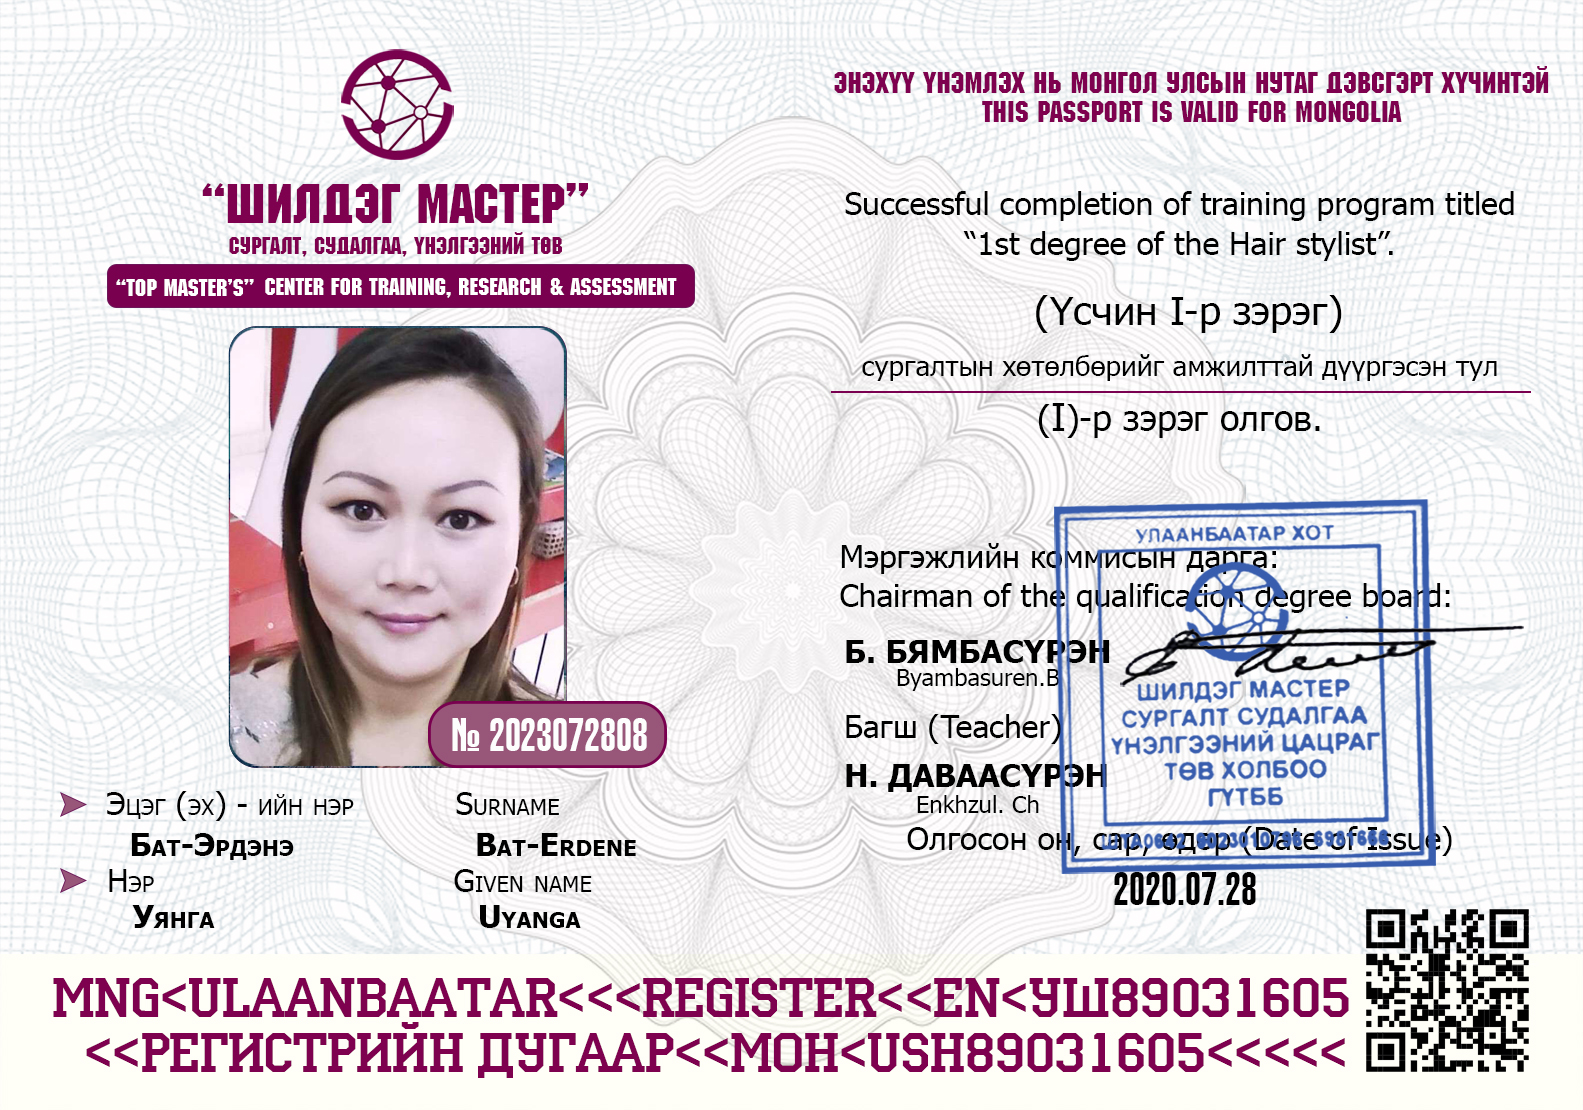 “ШИЛДЭГ МАСТЕР”
СУРГАЛТ, СУДАЛГАА, ҮНЭЛГЭЭНИЙ ТӨВ
“TOP MASTER’S” CENTER FOR TRAINING, RESEARCH & ASSESSMENT
№ 2023072808
Эцэг (эх) - ийн нэр
Surname
Бат-Эрдэнэ
Bat-Erdene
Нэр
Given name
Уянга
Uyanga
ЭНЭХҮҮ ҮНЭМЛЭХ НЬ МОНГОЛ УЛСЫН НУТАГ ДЭВСГЭРТ ХҮЧИНТЭЙ
THIS PASSPORT IS VALID FOR MONGOLIA
Successful completion of training program titled
“1st degree of the Hair stylist”.
(Үсчин I-р зэрэг)
сургалтын хөтөлбөрийг амжилттай дүүргэсэн тул
(I)-р зэрэг олгов.
Мэргэжлийн коммисын дарга:
Chairman of the qualification degree board:
Б. БЯМБАСҮРЭН
Byambasuren.B
Багш (Teacher)
Н. ДАВААСҮРЭН
Enkhzul. Ch
Олгосон он, сар, өдөр (Date of Issue)
2020.07.28
УЛААНБААТАР ХОТ
ШИЛДЭГ МАСТЕР
СУРГАЛТ СУДАЛГАА
ҮНЭЛГЭЭНИЙ ЦАЦРАГ
ТӨВ ХОЛБОО
ГҮТББ
MNG<ULAANBAATAR<<<REGISTER<<EN<УШ89031605
<<РЕГИСТРИЙН ДУГААР<<МОН<USH89031605<<<<<